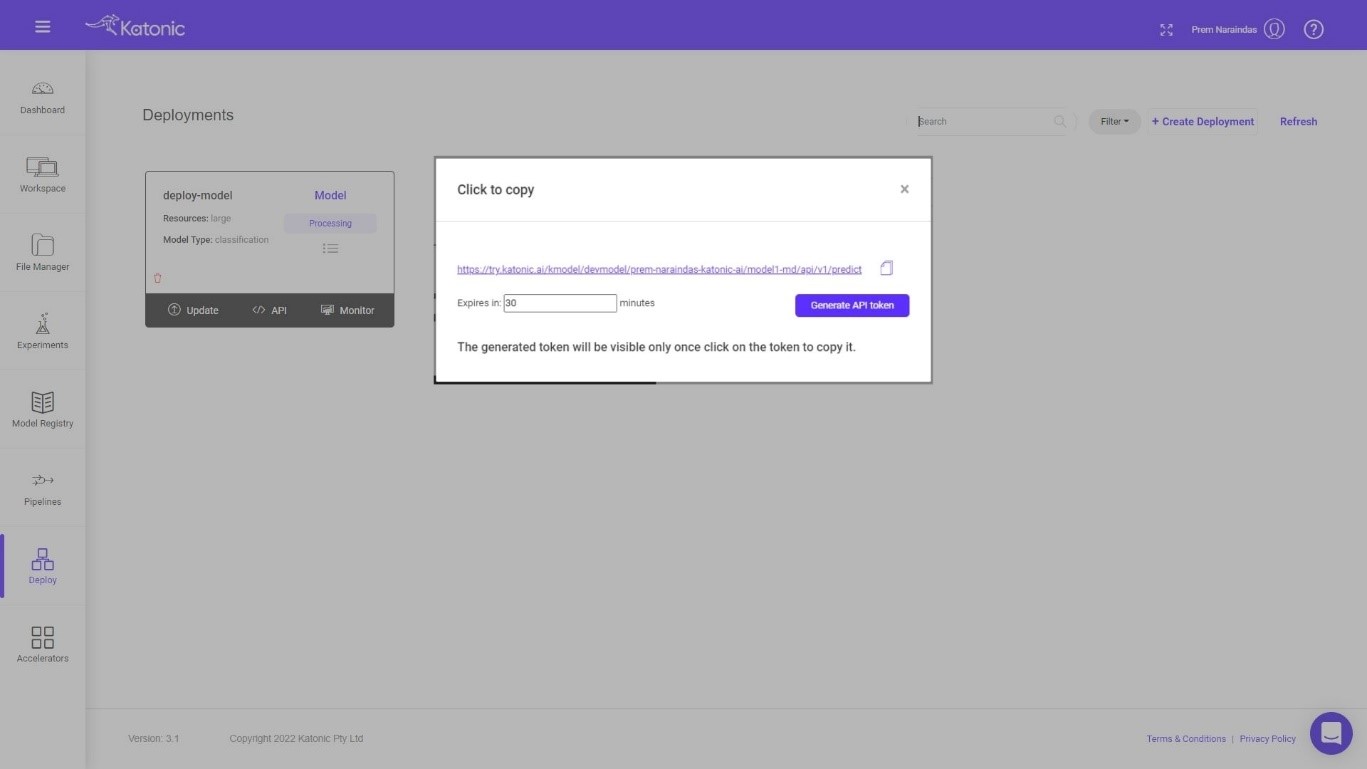 Katonic
Prem Naraindas
?
Dashboard
Workspace
File Manager
Experiments
Model Registry
Pipelines
Deploy
Accelerators
Deployments
Search
Filter
+ Create Deployment
Refresh
deploy-model
Model
Resources: large
Processing
Model Type: classification
Update
</> API
Monitor
Click to copy
×
https://try.katonic.ai/kmodel/devmodel/prem-naraindas-katonic-ai/model1-md/api/v1/predict
Expires in: 30 minutes
Generate API token
The generated token will be visible only once click on the token to copy it.
Version: 3.1
Copyright 2022 Katonic Pty Ltd
Terms & Conditions | Privacy Policy